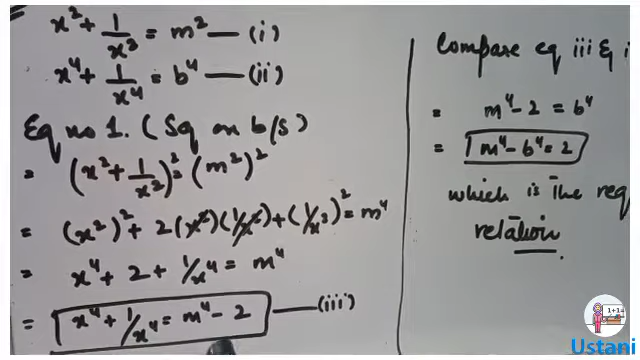 x² + 1/x² = m² — (i)
x⁴ + 1/x⁴ = b⁴ — (ii)
Eq no 1. (Sq on b/s)
= (x² + 1/x²)² = (m²)²
= (x²)² + 2(x²)(1/x²) + (1/x²)² = m⁴
= x⁴ + 2 + 1/x⁴ = m⁴
= x⁴ + 1/x⁴ = m⁴ - 2 — (iii)
Compare eq iii &
= m⁴ - 2 = b⁴
= m⁴ - b⁴ = 2
which is the req
relation
1+1=
Ustani